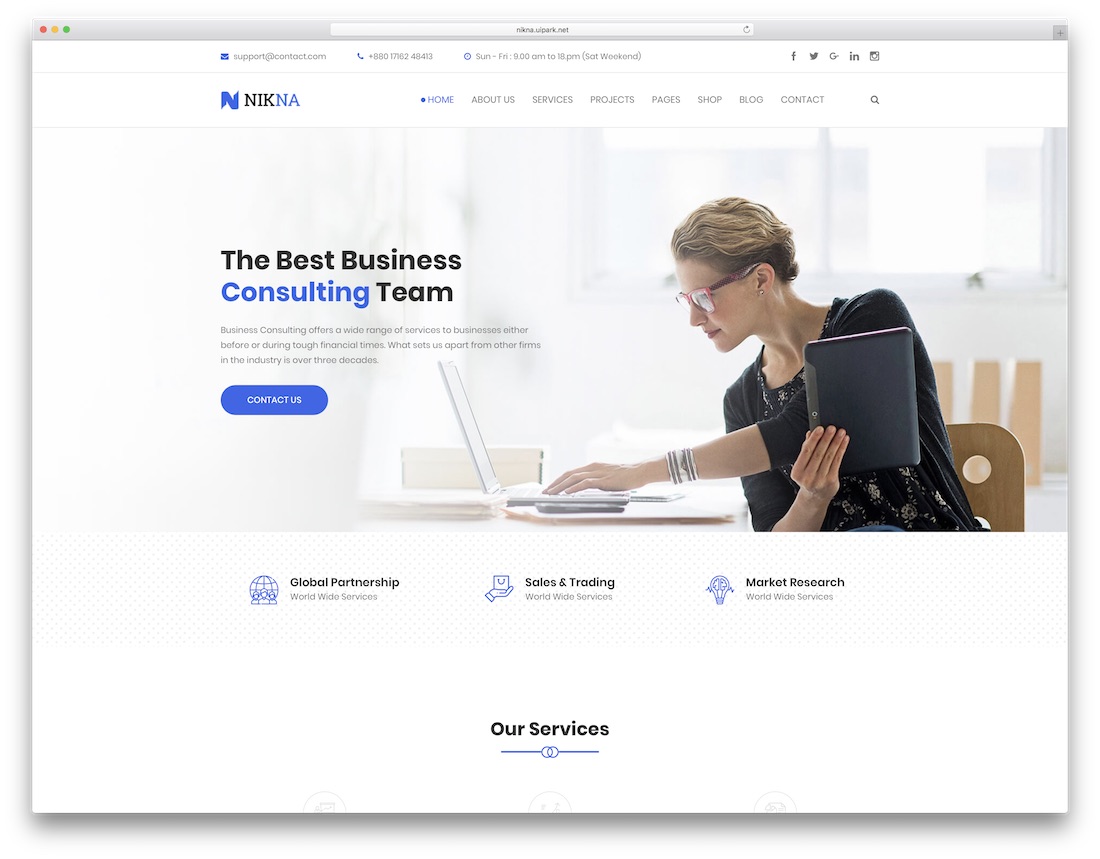 nikna.uipark.net
support@contact.com
+880 17162 48413
Sun - Fri : 9.00 am to 18.pm (Sat Weekend)
NIKNA
HOME
ABOUT US
SERVICES
PROJECTS
PAGES
SHOP
BLOG
CONTACT
The Best Business
Consulting Team
Business Consulting offers a wide range of services to businesses either
before or during tough financial times. What sets us apart from other firms
in the industry is over three decades.
CONTACT US
Global Partnership
World Wide Services
Sales & Trading
World Wide Services
Market Research
World Wide Services
Our Services